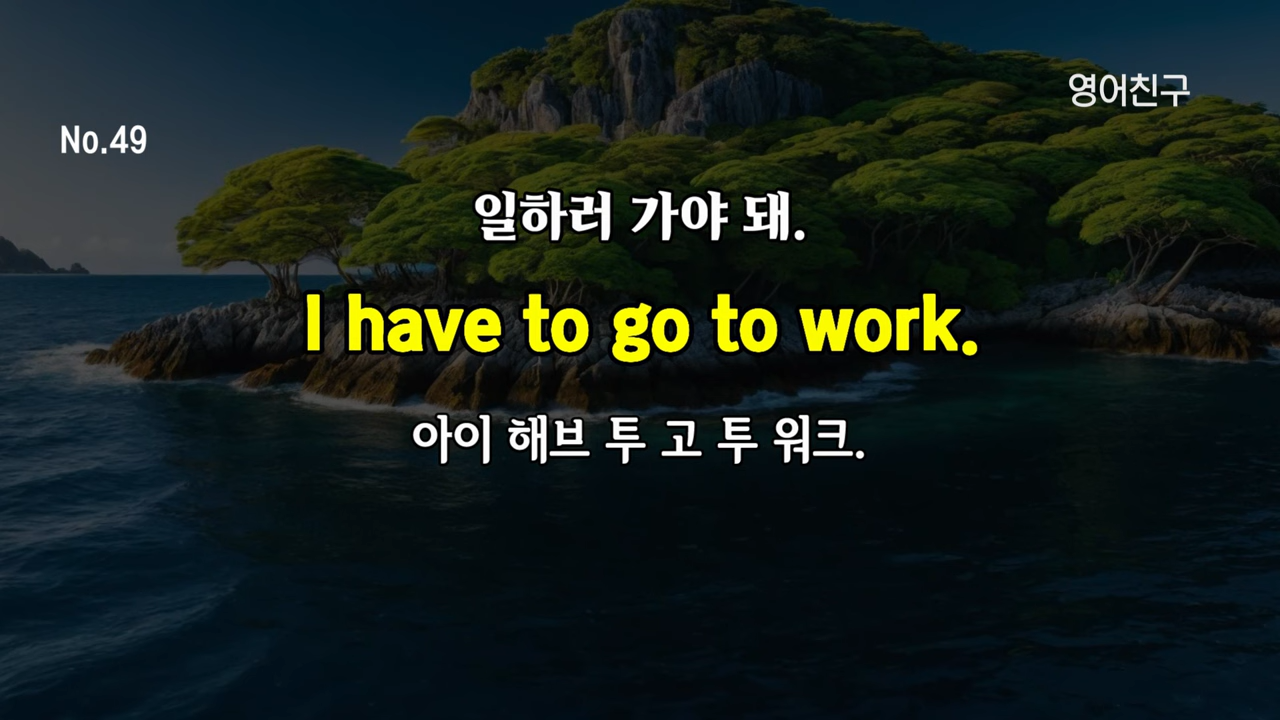 영어친구
No.49
일하러 가야 돼.
I have to go to work.
아이 해브 투 고 투 워크.